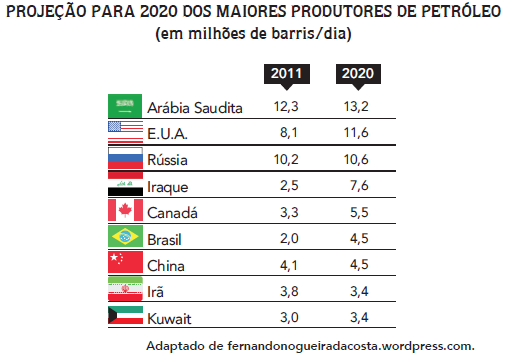 PROJEÇÃO PARA 2020 DOS MAIORES PRODUTORES DE PETRÓLEO
(em milhões de barris/dia)
2011 2020
Arábia Saudita 12,3 13,2
E.U.A. 8,1 11,6
Rússia 10,2 10,6
Iraque 2,5 7,6
Canadá 3,3 5,5
Brasil 2,0 4,5
China 4,1 4,5
Irã 3,8 3,4
Kuwait 3,0 3,4
Adaptado de fernandonogueiradacosta.wordpress.com.